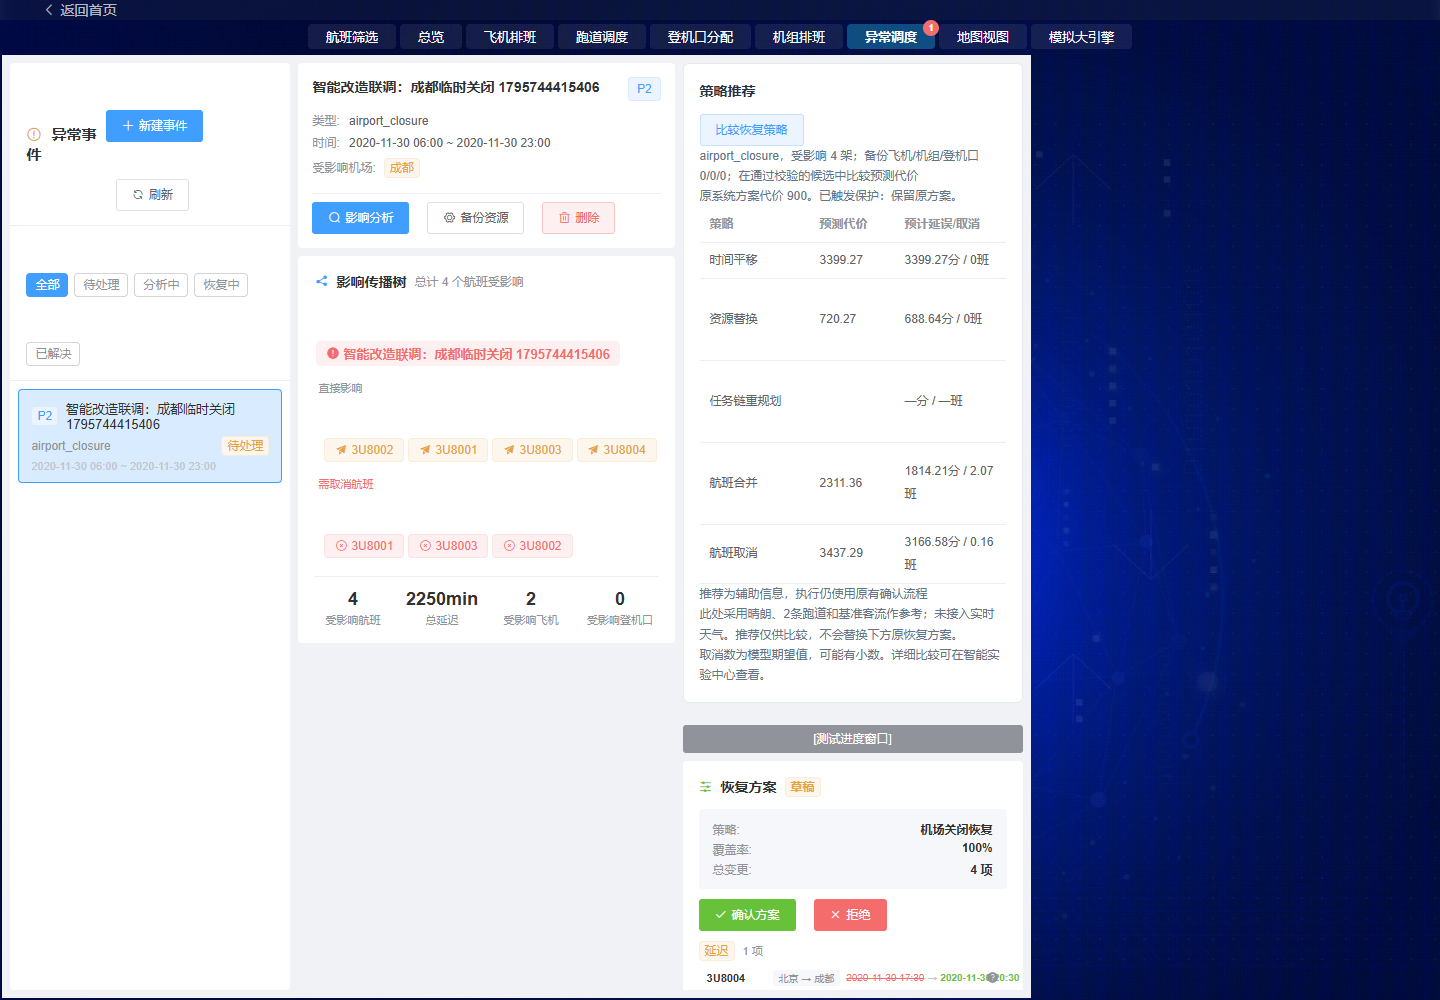 返回首页
航班筛选
总览
飞机排班
跑道调度
登机口分配
机组排班
异常调度
1
地图视图
模拟大引擎
异常事件
新建事件
刷新
全部
待处理
分析中
恢复中
已解决
P2
智能改造联调：成都临时关闭
1795744415406
airport_closure
待处理
2020-11-30 06:00 ~ 2020-11-30 23:00
智能改造联调：成都临时关闭 1795744415406
P2
类型: airport_closure
时间: 2020-11-30 06:00 ~ 2020-11-30 23:00
受影响机场: 成都
影响分析
备份资源
删除
影响传播树 总计 4 个航班受影响
智能改造联调：成都临时关闭 1795744415406
直接影响
3U8002
3U8001
3U8003
3U8004
需取消航班
3U8001
3U8003
3U8002
4
受影响航班
2250min
总延迟
2
受影响飞机
0
受影响登机口
策略推荐
比较恢复策略
airport_closure，受影响 4 架；备份飞机/机组/登机口
0/0/0；在通过校验的候选中比较预测代价
原系统方案代价 900。已触发保护：保留原方案。
策略 预测代价 预计延误/取消
时间平移 3399.27 3399.27分 / 0班
资源替换 720.27 688.64分 / 0班
任务链重规划 —分 / —班
航班合并 2311.36 1814.21分 / 2.07
班
航班取消 3437.29 3166.58分 / 0.16
班
推荐为辅助信息，执行仍使用原有确认流程
此处采用晴朗、2条跑道和基准客流作参考；未接入实时
天气。推荐仅供比较，不会替换下方原恢复方案。
取消数为模型期望值，可能有小数。详细比较可在智能实
验中心查看。
[测试进度窗口]
恢复方案 草稿
策略: 机场关闭恢复
覆盖率: 100%
总变更: 4 项
确认方案
拒绝
延迟 1 项
3U8004 北京 → 成都 2020-11-30 17:30 → 2020-11-30 20:30